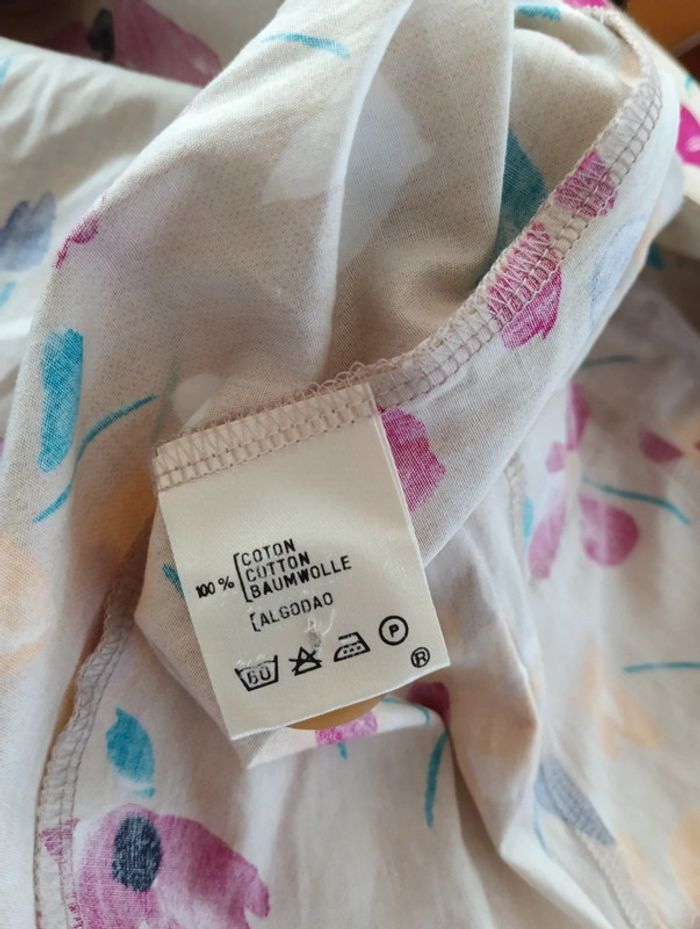 100% [COTON
COTTON
BAUMWOLLE
[ALGODAO
60 P
®